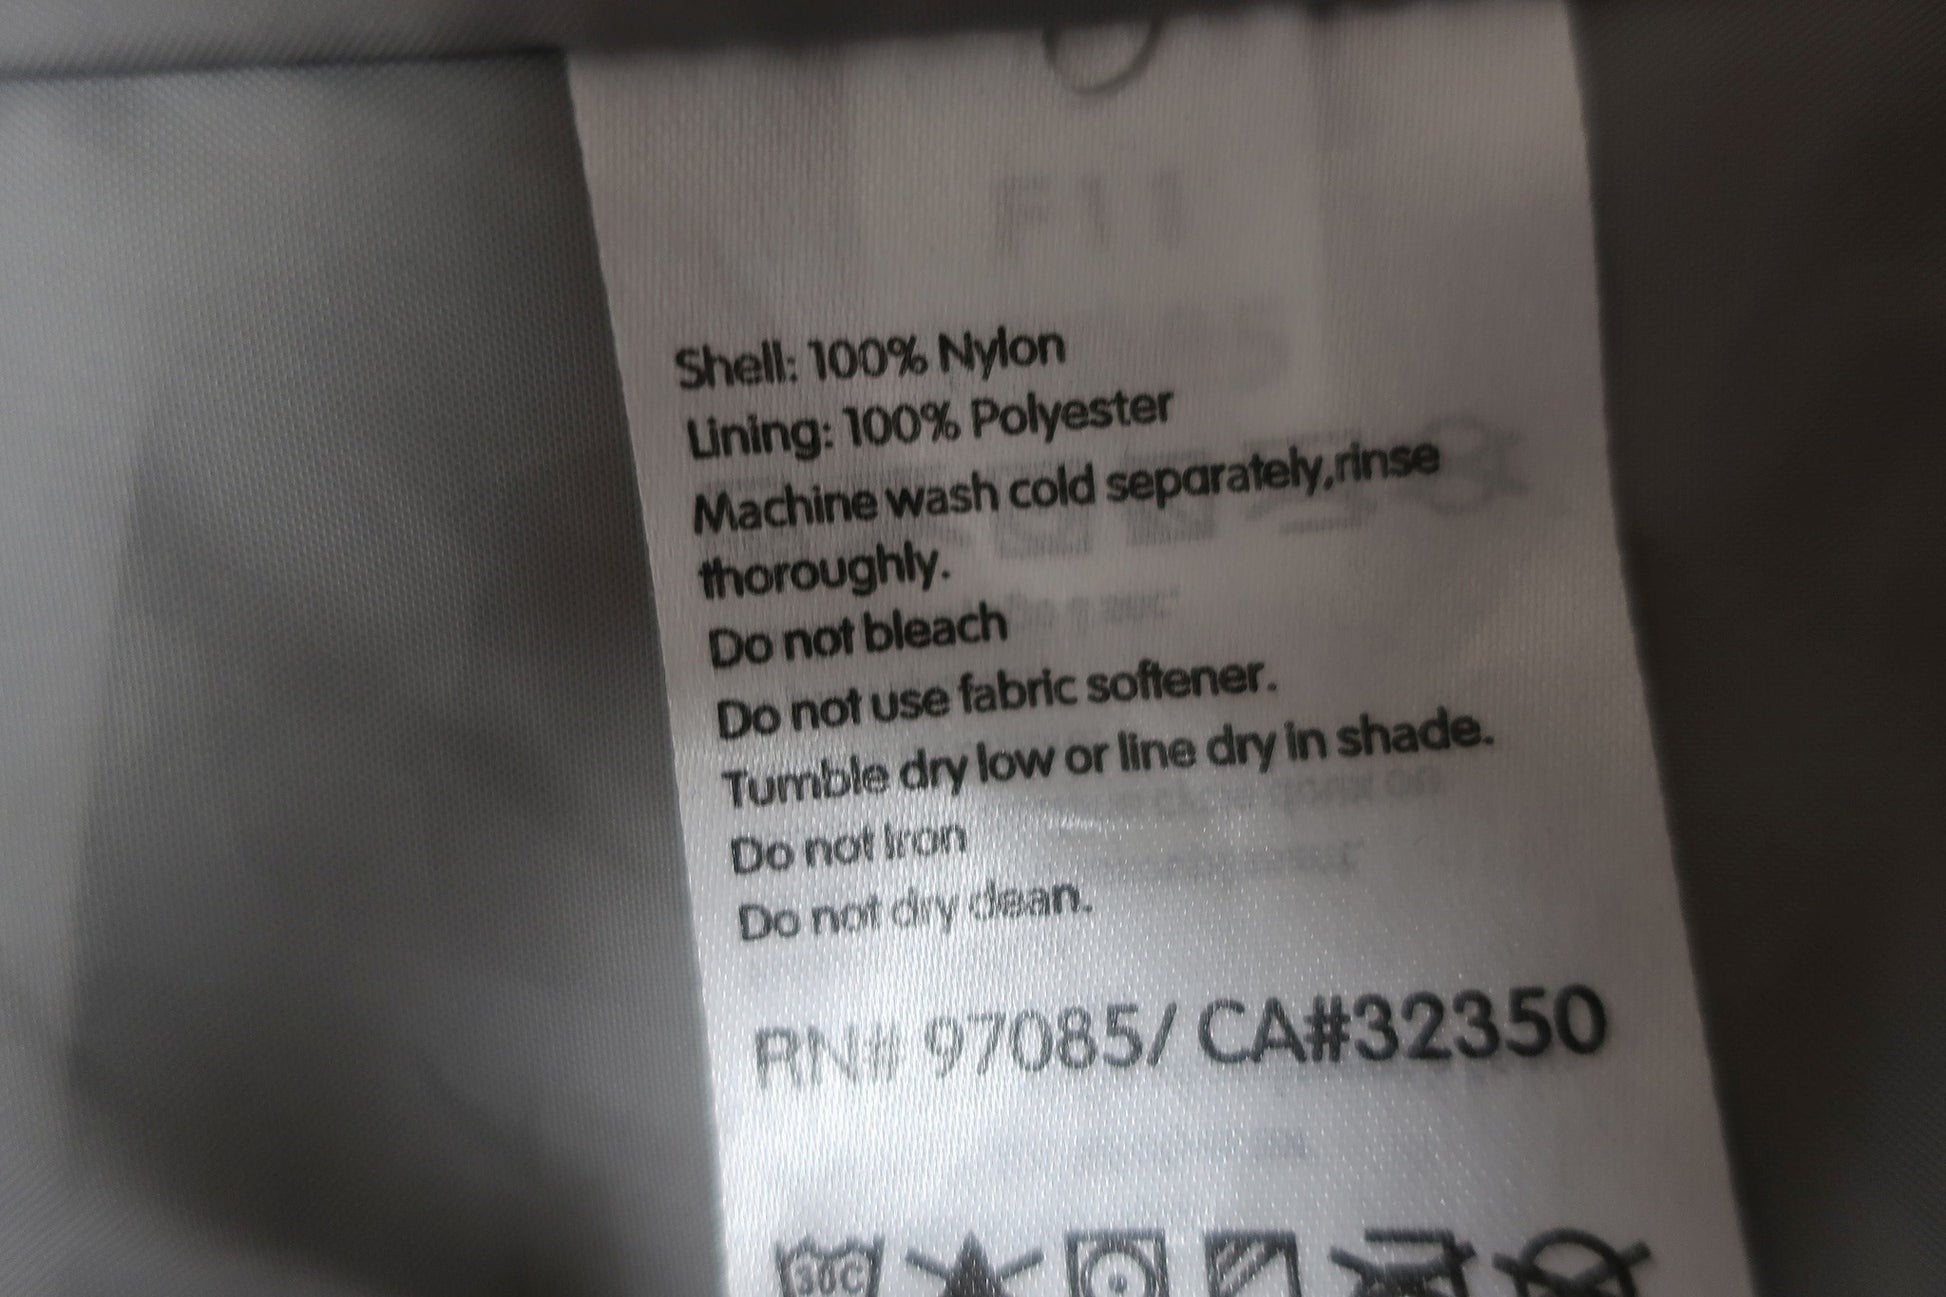 F11
Shell: 100% Nylon
Lining: 100% Polyester
Machine wash cold separately,rinse
thoroughly.
Do not bleach
Do not use fabric softener.
Tumble dry low or line dry in shade.
Do not Iron
Do not dry clean.
RN# 97085/ CA#32350
30C